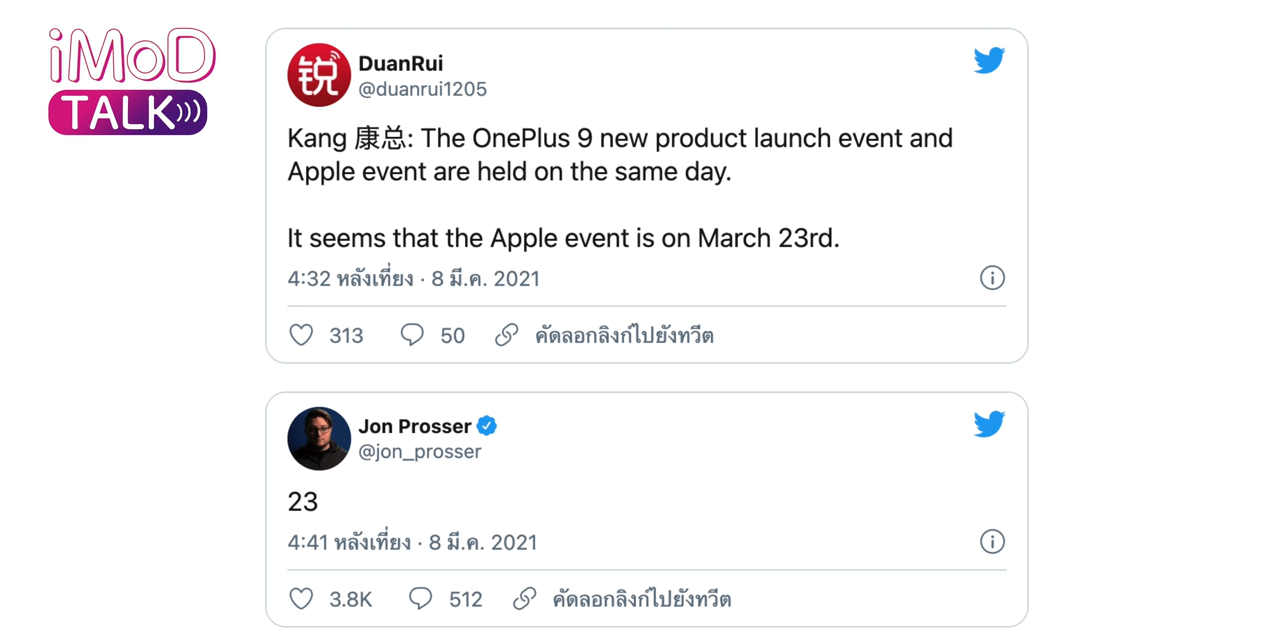 iMoD
TALK
锐
DuanRui
@duanrui1205
Kang 康总: The OnePlus 9 new product launch event and
Apple event are held on the same day.
It seems that the Apple event is on March 23rd.
4:32 หลังเที่ยง · 8 มี.ค. 2021
313 50 คัดลอกลิงก์ไปยังทวีต
Jon Prosser
@jon_prosser
23
4:41 หลังเที่ยง · 8 มี.ค. 2021
3.8K 512 คัดลอกลิงก์ไปยังทวีต